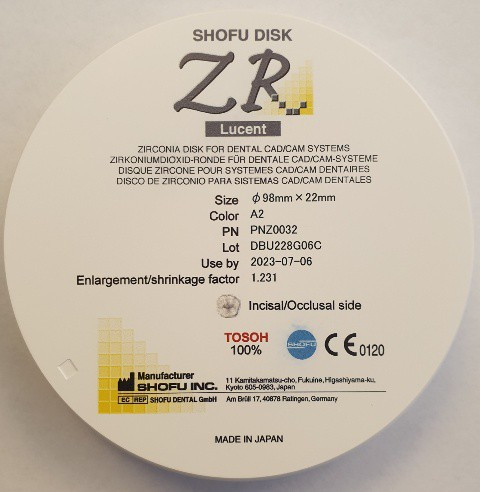 SHOFU DISK
ZR
Lucent
ZIRCONIA DISK FOR DENTAL CAD/CAM SYSTEMS
ZIRKONIUMDIOXID-RONDE FÜR DENTALE CAD/CAM-SYSTEME
DISQUE ZIRCONE POUR SYSTEMES CAD/CAM DENTAIRES
DISCO DE ZIRCONIO PARA SISTEMAS CAD/CAM DENTALES
Size φ98mm×22mm
Color A2
PN PNZ0032
Lot DBU228G06C
Use by 2023-07-06
Enlargement/shrinkage factor 1.231
Incisal/Occlusal side
TOSOH 100% SHOFU CE 0120
Manufacturer
SHOFU INC. 11 Kamitakamatsu-cho, Fukuine, Higashiyama-ku, Kyoto 605-0983, Japan
EC REP SHOFU DENTAL GmbH Am Brüll 17, 40878 Ratingen, Germany
MADE IN JAPAN